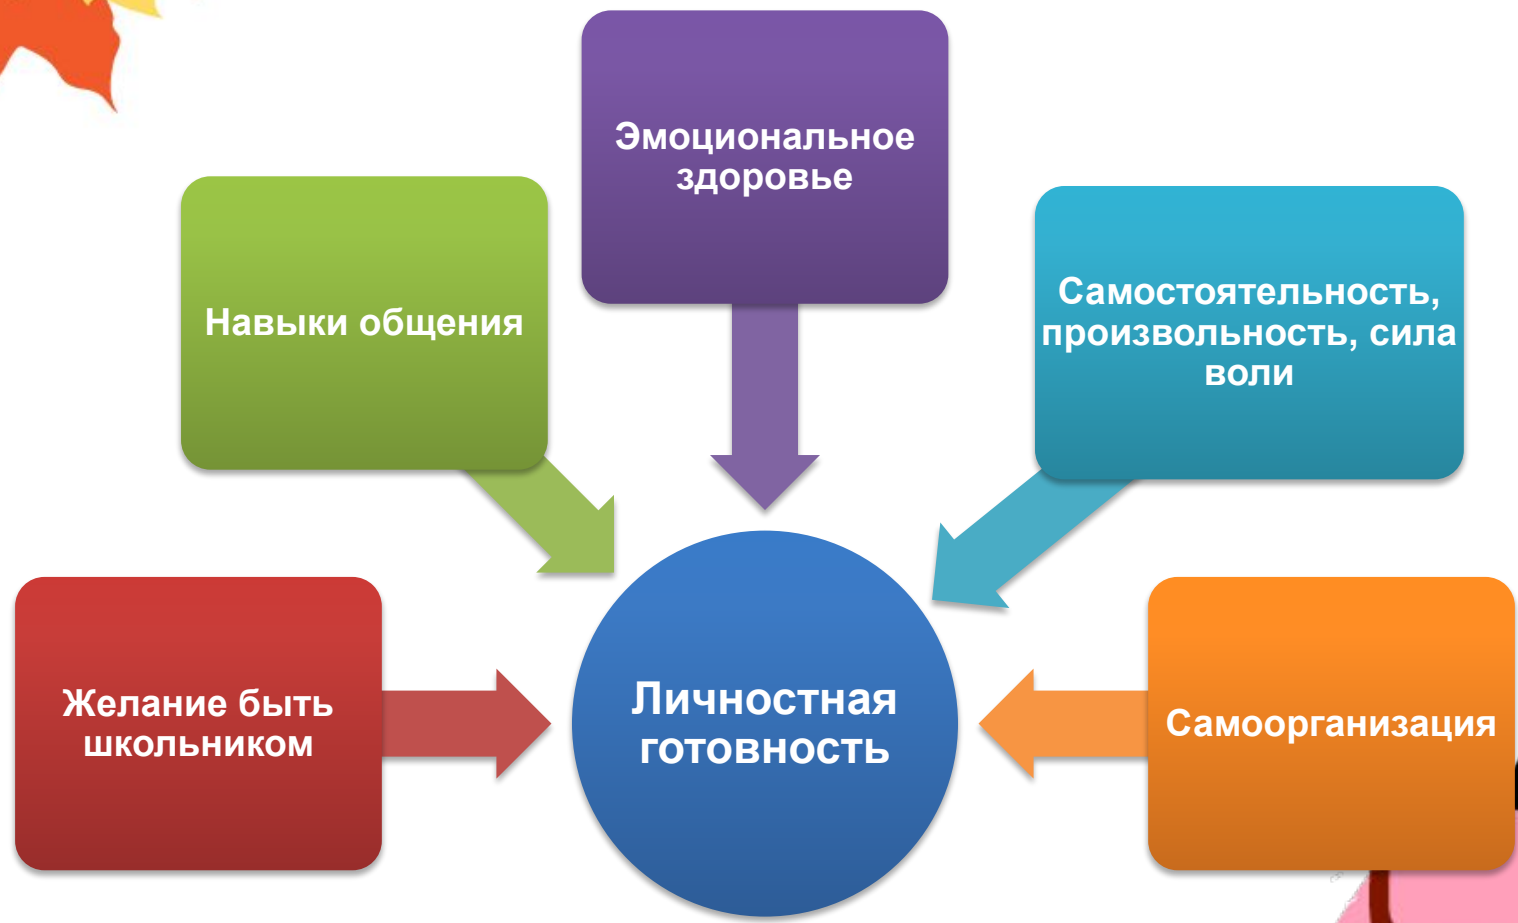 Эмоциональное
здоровье
Навыки общения
Самостоятельность,
произвольность, сила
воли
Желание быть
школьником
Личностная
готовность
Самоорганизация